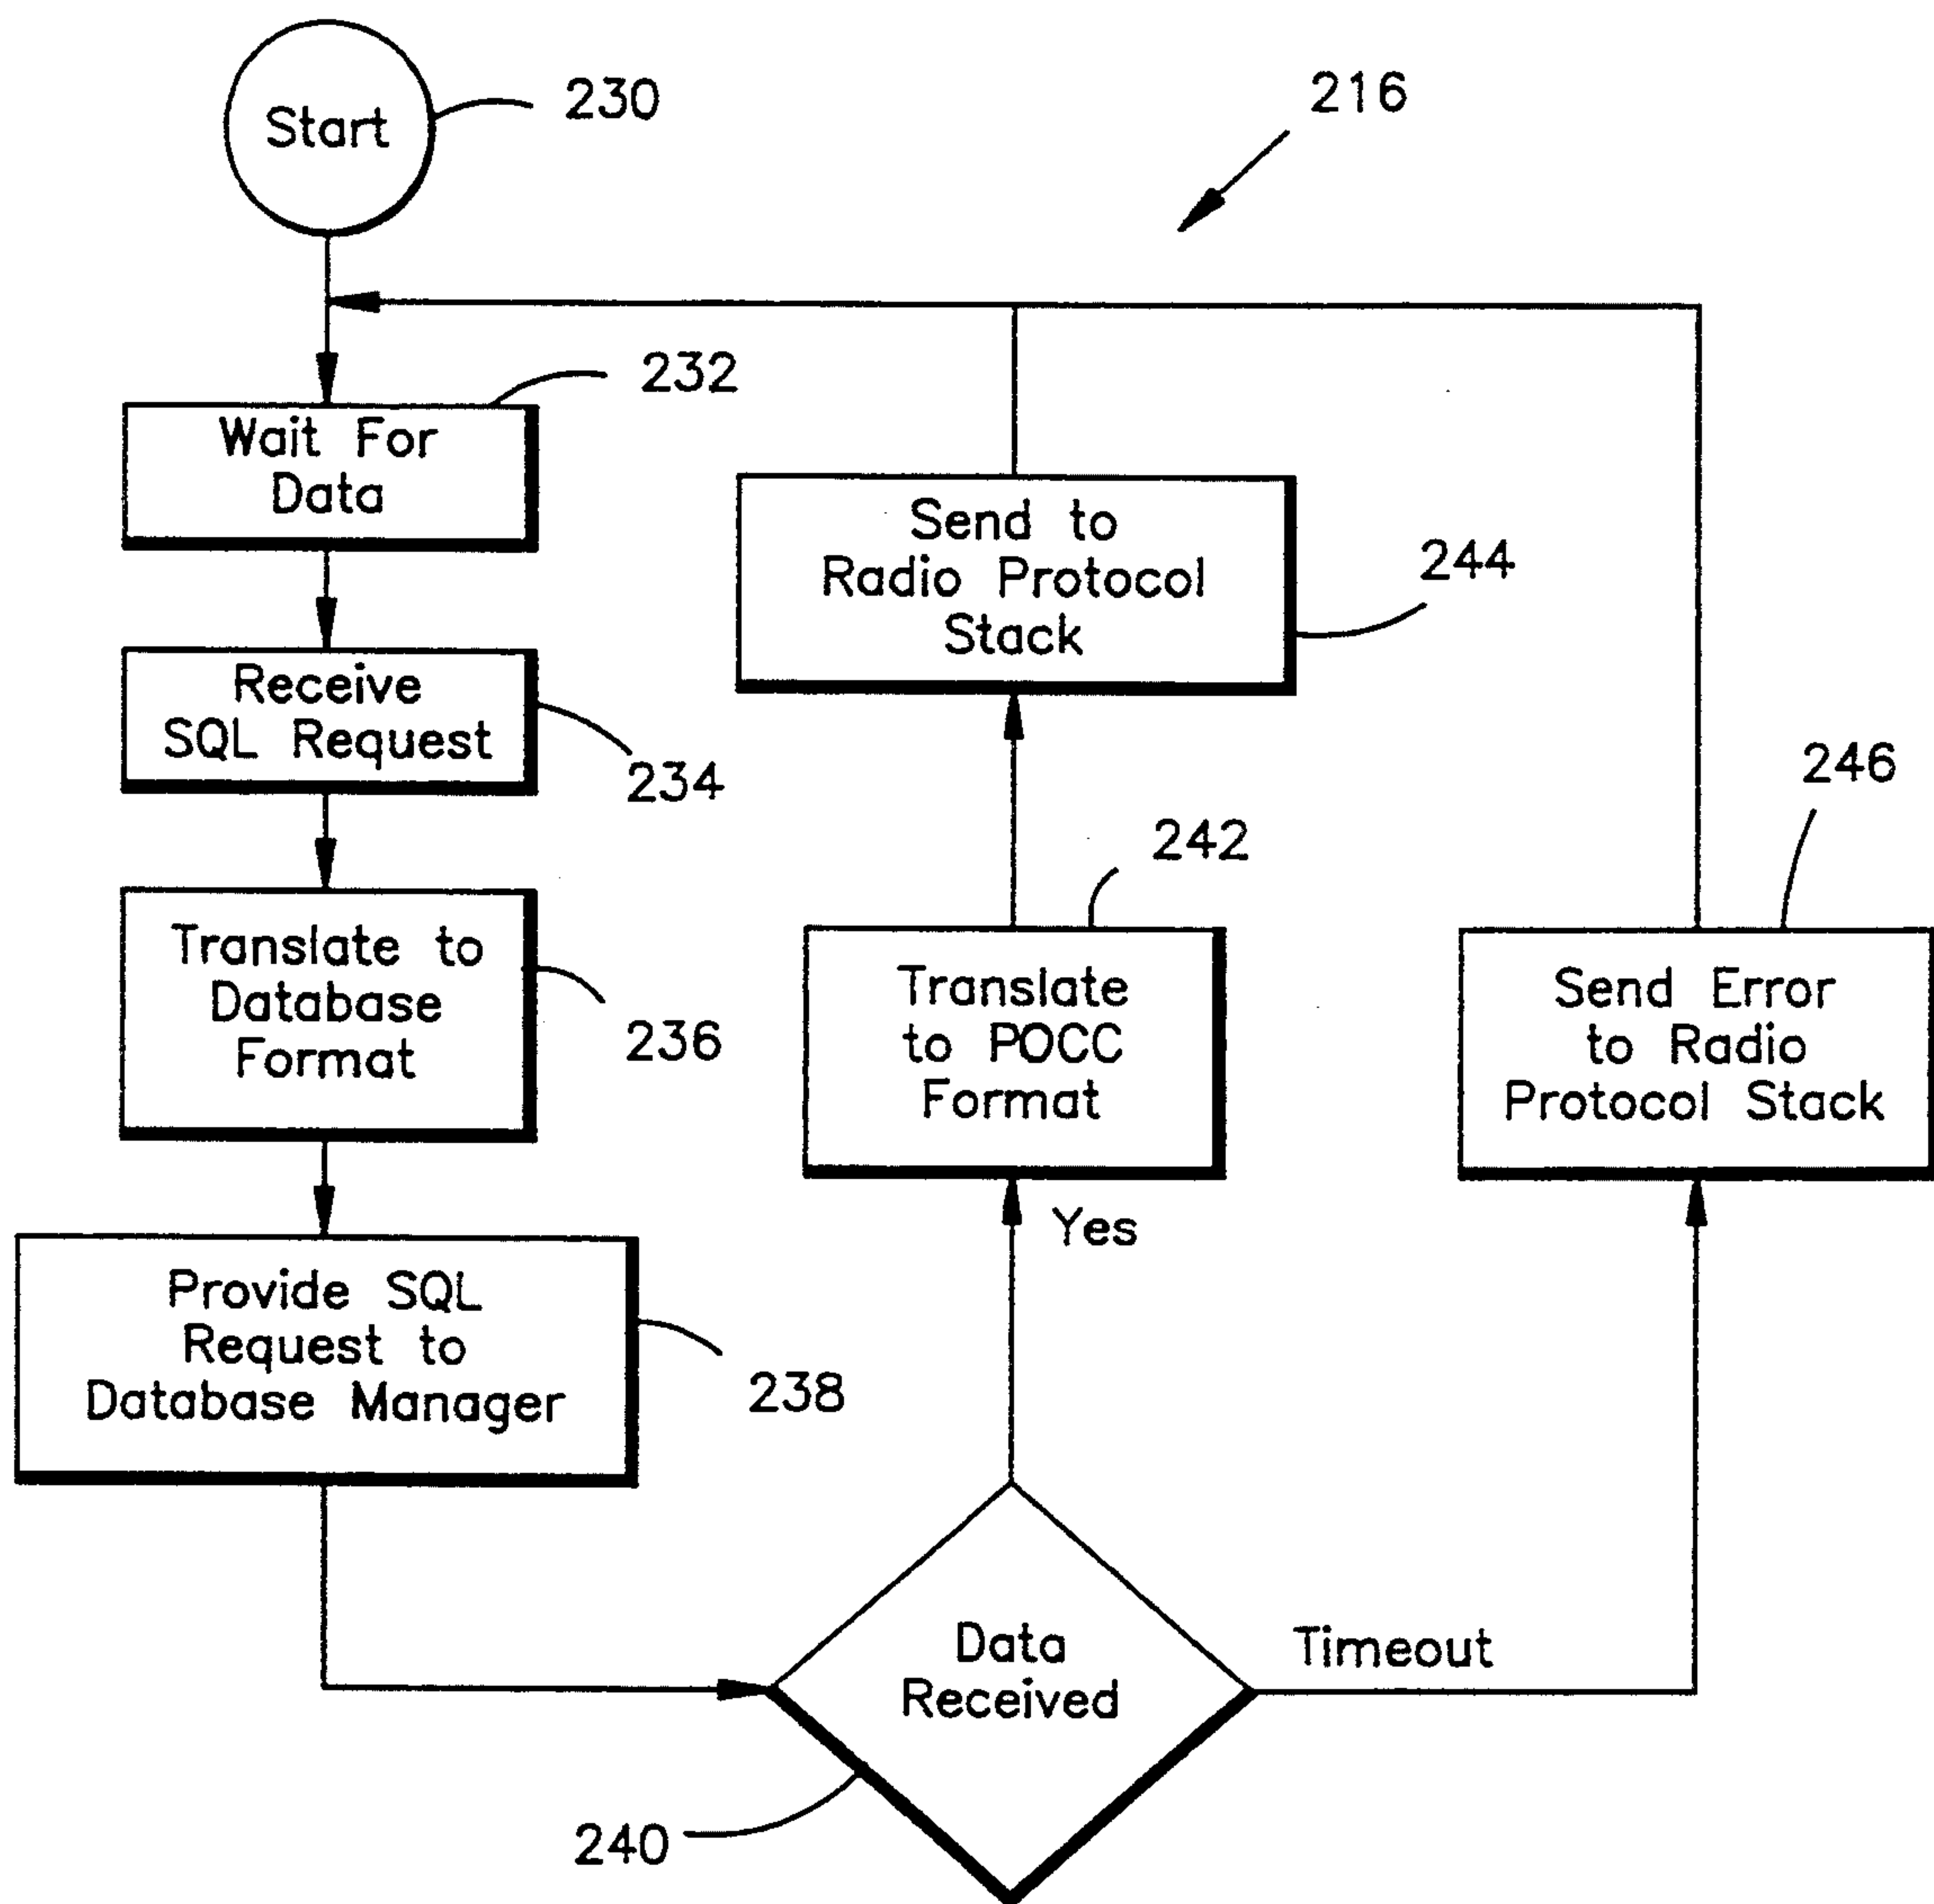 Start
230
216
Wait For
Data
232
Receive
SQL Request
234
Translate to
Database
Format
236
Provide SQL
Request to
Database Manager
238
Data
Received
240
Yes
Timeout
Translate
to POCC
Format
242
Send to
Radio Protocol
Stack
244
Send Error
to Radio
Protocol Stack
246